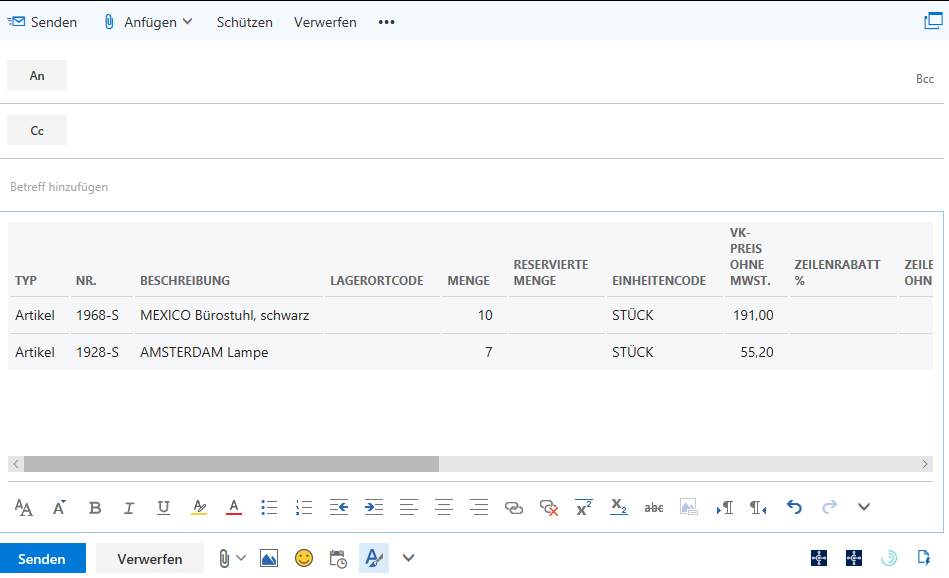 Senden Anfügen Schützen Verwerfen •••
An
Bcc
Cc
Betreff hinzufügen
TYP NR. BESCHREIBUNG LAGERORTCODE MENGE RESERVIERTE MENGE EINHEITENCODE VK-PREIS OHNE MWST. ZEILENRABATT % ZEILE OHN
Artikel 1968-S MEXICO Bürostuhl, schwarz 10 STÜCK 191,00
Artikel 1928-S AMSTERDAM Lampe 7 STÜCK 55,20
AA A B I U A abc
Senden Verwerfen